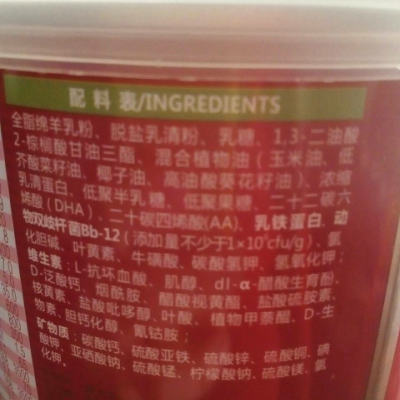 配料表/INGREDIENTS
全脂绵羊乳粉、脱盐乳清粉、乳糖、1,3-二油酸
2-棕榈酸甘油三酯、混合植物油（玉米油、低
芥酸菜籽油、椰子油、高油酸葵花籽油）、浓缩
乳清蛋白、低聚半乳糖、低聚果糖、二十二碳六
烯酸（DHA）、二十碳四烯酸(AA)、乳铁蛋白、动
物双歧杆菌Bb-12（添加量不少于1×10 cfu/g）、氯
化胆碱、叶黄素、牛磺酸、碳酸氢钾、氢氧化钾；
维生素：L-抗坏血酸、肌醇、dl-α-醋酸生育酚、
D-泛酸钙、烟酰胺、醋酸视黄酯、盐酸硫胺素、
核黄素、盐酸吡哆醇、叶酸、植物甲萘醌、D-生
物素、胆钙化醇、氰钴胺；
矿物质：碳酸钙、硫酸亚铁、硫酸锌、硫酸铜、碘
酸钾、亚硒酸钠、硫酸锰、柠檬酸钠、硫酸镁、氯
化钾。